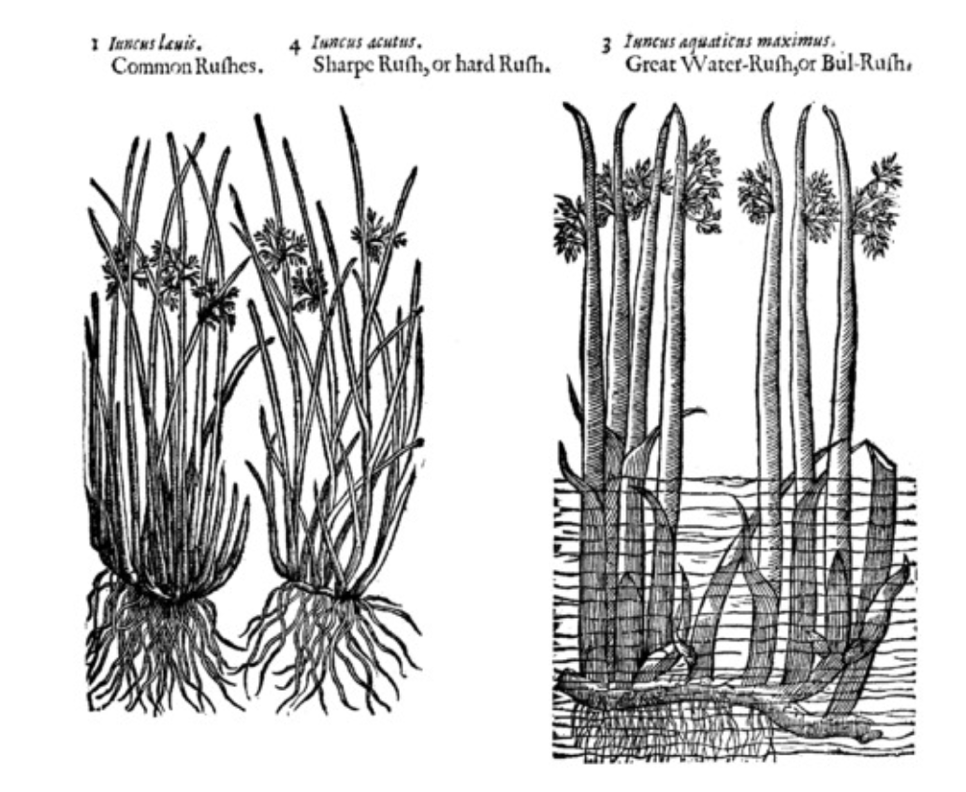 1 Iuncus læuis.
Common Ruſhes.
4 Iuncus acutus.
Sharpe Ruſh, or hard Ruſh.
3 Iuncus aquaticus maximus.
Great Water-Ruſh, or Bul-Ruſh.